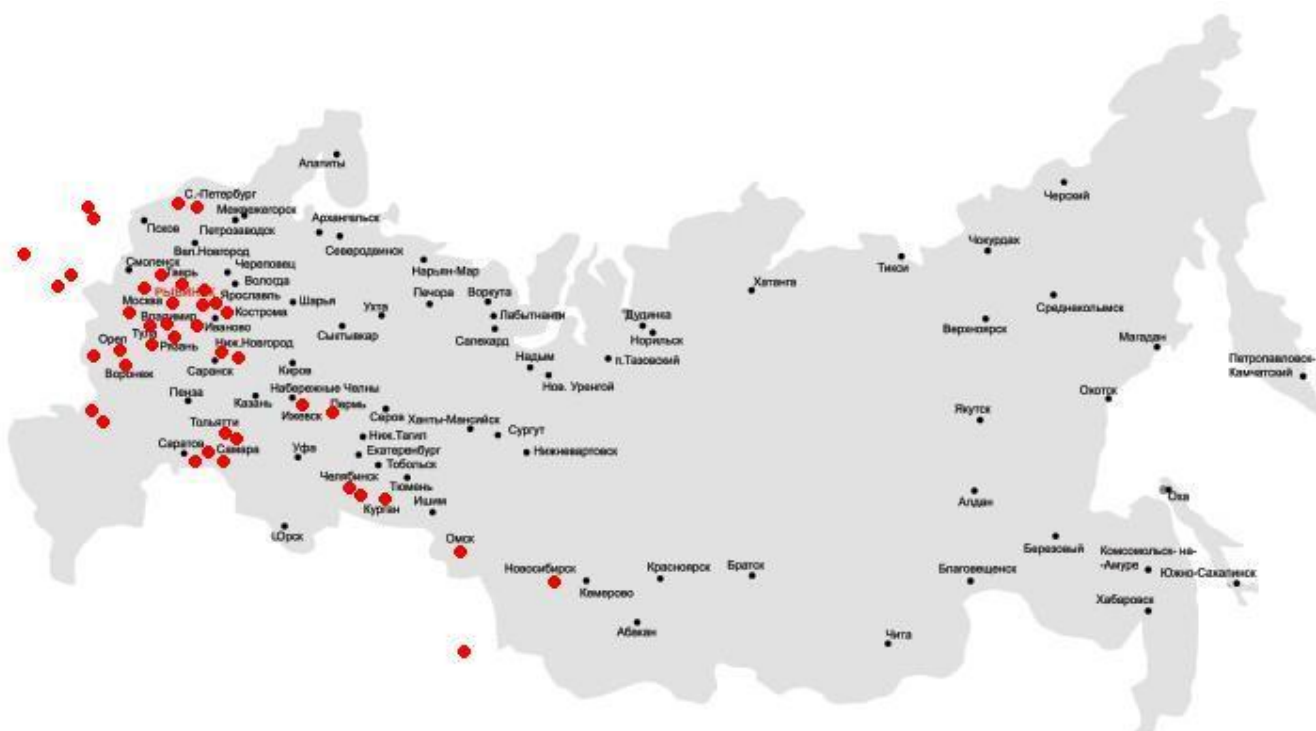 Апатиты
С.-Петербург
Черский
Медвежегорск
Псков
Петрозаводск
Архангельск
Чокурдах
Вел.Новгород
Северодвинск
Смоленск
Тверь
Череповец
Нарьян-Мар
Тикси
Вологда
Хатанга
РЫБИНСК
Москва
Ярославль
Шарья
Печора
Воркута
Среднеколымск
Владимир
Кострома
Ухта
Лабытнанги
Дудинка
Тула
Иваново
Сыктывкар
Салехард
Норильск
Верхноярск
Магадан
Орел
Рязань
Ниж.Новгород
Надым
п.Тазовский
Петропавловск-
Камчатский
Воронеж
Саранск
Киров
Нов. Уренгой
Пенза
Казань
Набережные Челны
Охотск
Ижевск
Пермь
Серов
Ханты-Мансийск
Якутск
Тольятти
Ниж.Тагил
Сургут
Саратов
Самара
Уфа
Екатеренбург
Нижневартовск
Тобольск
Челябинск
Тюмень
Курган
Ишим
Алдан
Оха
Орск
Омск
Березовый
Комсомольск- на-
-Амуре
Новосибирск
Кемерово
Красноярск
Братск
Благовещенск
Южно-Сахалинск
Хабаровск
Абакан
Чита